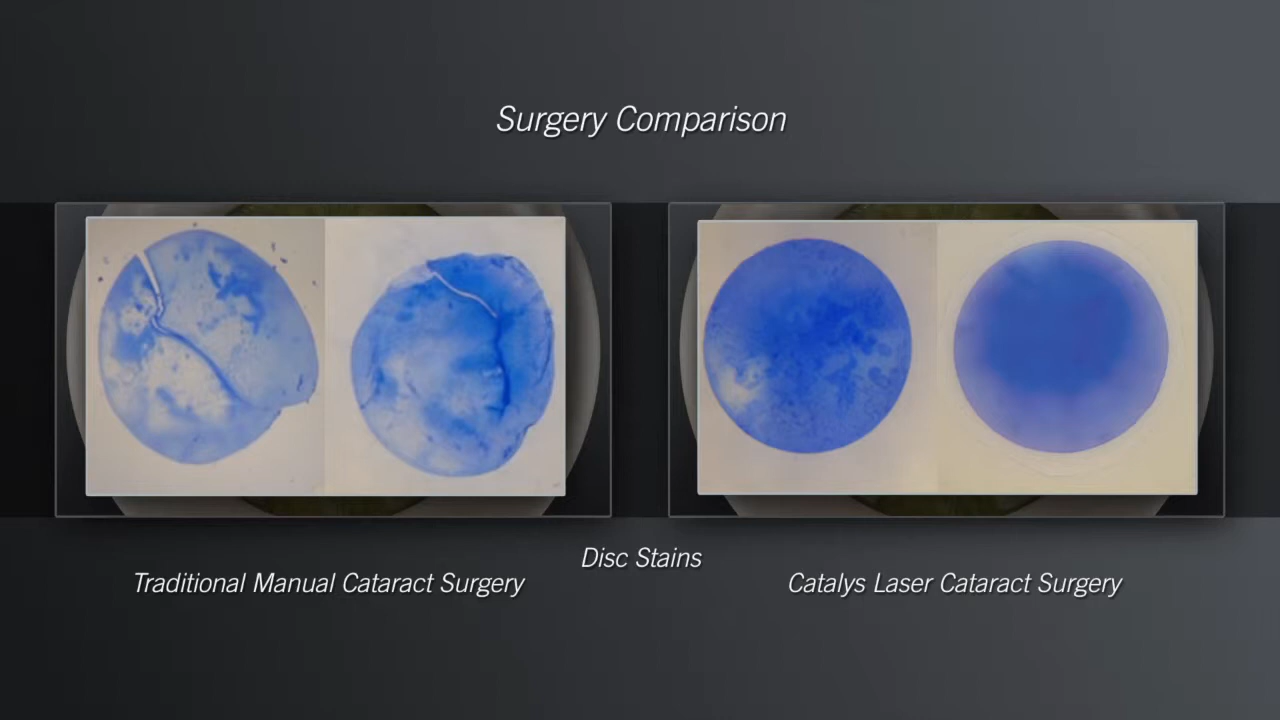 Surgery Comparison
Disc Stains
Traditional Manual Cataract Surgery
Catalys Laser Cataract Surgery